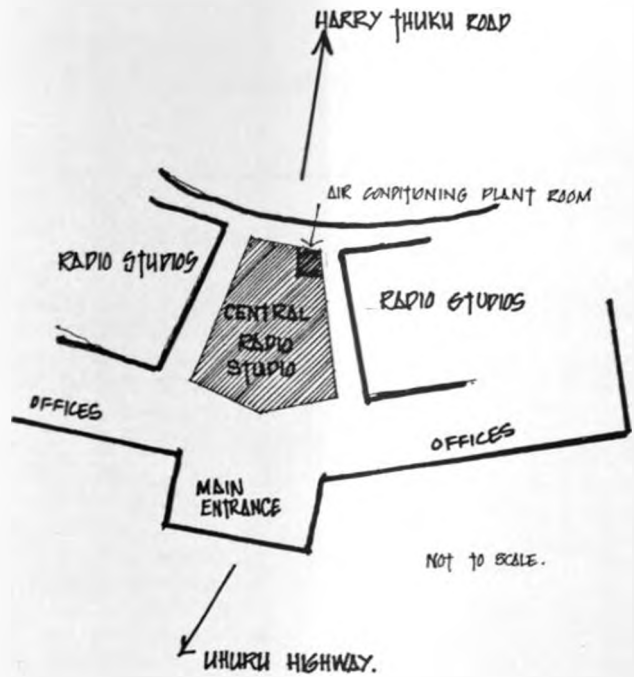 HARRY THUKU ROAD
AIR CONDITIONING PLANT ROOM
RADIO STUDIOS
CENTRAL
RADIO
STUDIO
RADIO STUDIOS
OFFICES
OFFICES
MAIN
ENTRANCE
NOT TO SCALE.
UHURU HIGHWAY.